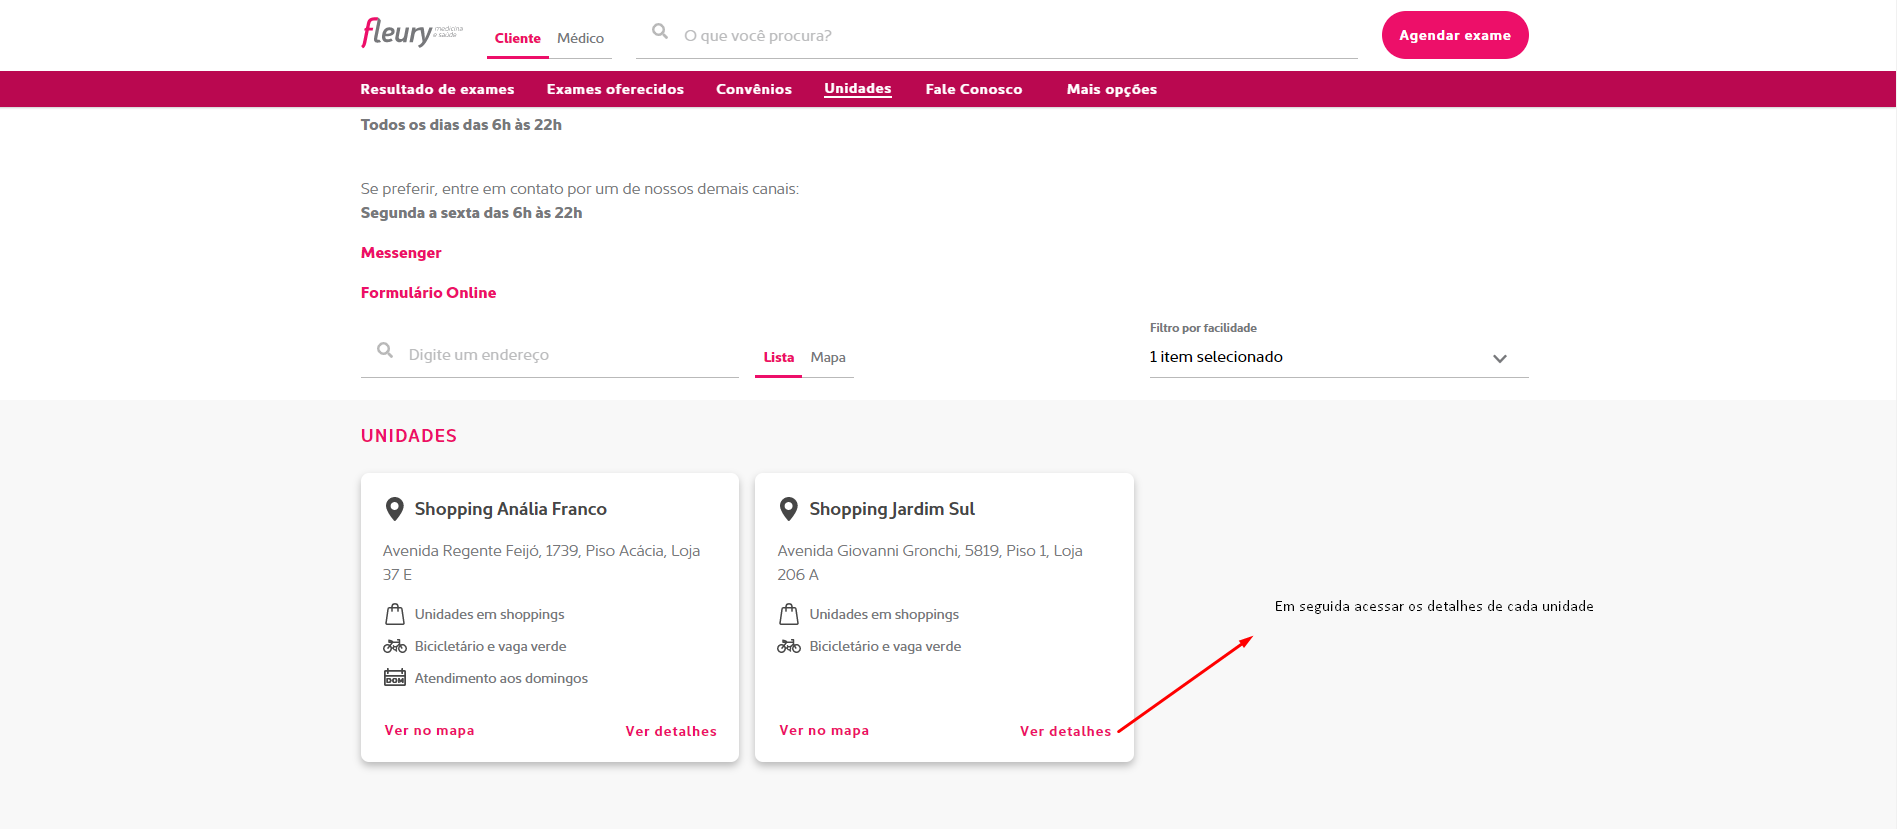 fleury medicina e saúde
Cliente Médico
O que você procura?
Agendar exame
Resultado de exames Exames oferecidos Convênios Unidades Fale Conosco Mais opções
Todos os dias das 6h às 22h
Se preferir, entre em contato por um de nossos demais canais:
Segunda a sexta das 6h às 22h
Messenger
Formulário Online
Digite um endereço
Lista Mapa
Filtro por facilidade
1 item selecionado
UNIDADES
Shopping Anália Franco
Avenida Regente Feijó, 1739, Piso Acácia, Loja
37 E
Unidades em shoppings
Bicicletário e vaga verde
DOM Atendimento aos domingos
Ver no mapa Ver detalhes
Shopping Jardim Sul
Avenida Giovanni Gronchi, 5819, Piso 1, Loja
206 A
Unidades em shoppings
Bicicletário e vaga verde
Ver no mapa Ver detalhes
Em seguida acessar os detalhes de cada unidade